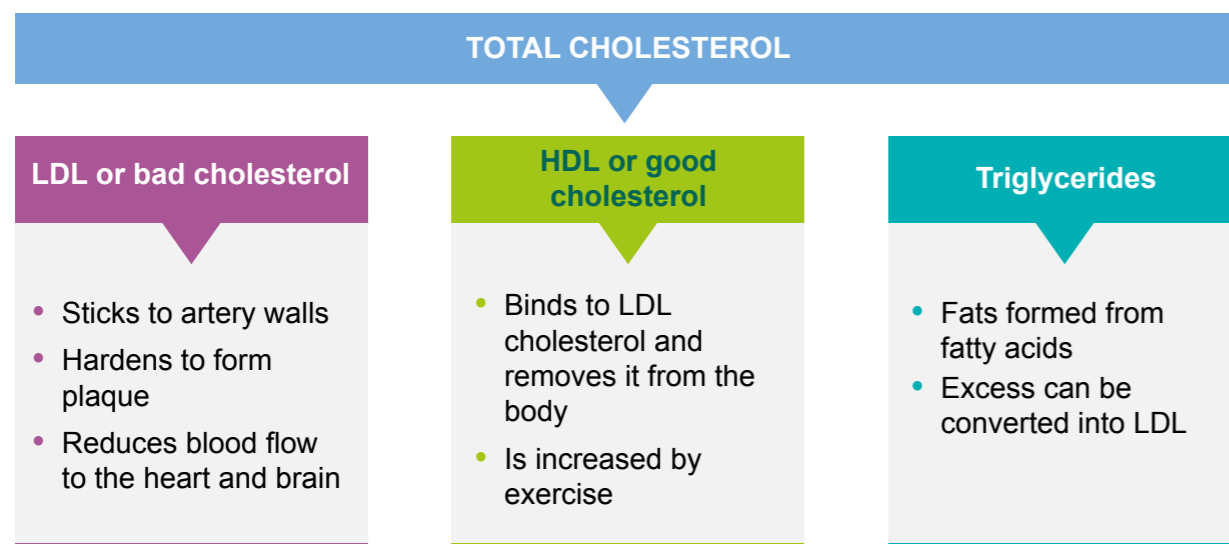 TOTAL CHOLESTEROL
LDL or bad cholesterol
• Sticks to artery walls
• Hardens to form
plaque
• Reduces blood flow
to the heart and brain
HDL or good
cholesterol
• Binds to LDL
cholesterol and
removes it from the
body
• Is increased by
exercise
Triglycerides
• Fats formed from
fatty acids
• Excess can be
converted into LDL